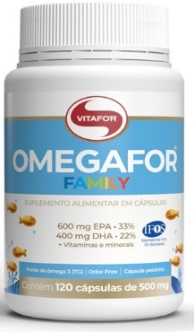 VITAFOR
OMEGAFOR
FAMILY
SUPLEMENTO ALIMENTAR EM CÁPSULAS
600 mg EPA • 33%
400 mg DHA • 22%
+ Vitaminas e minerais
IFOS
Fonte de ômega 3 (TG) | Odor Free | Cápsula pequena
Contém 120 cápsulas de 500 mg